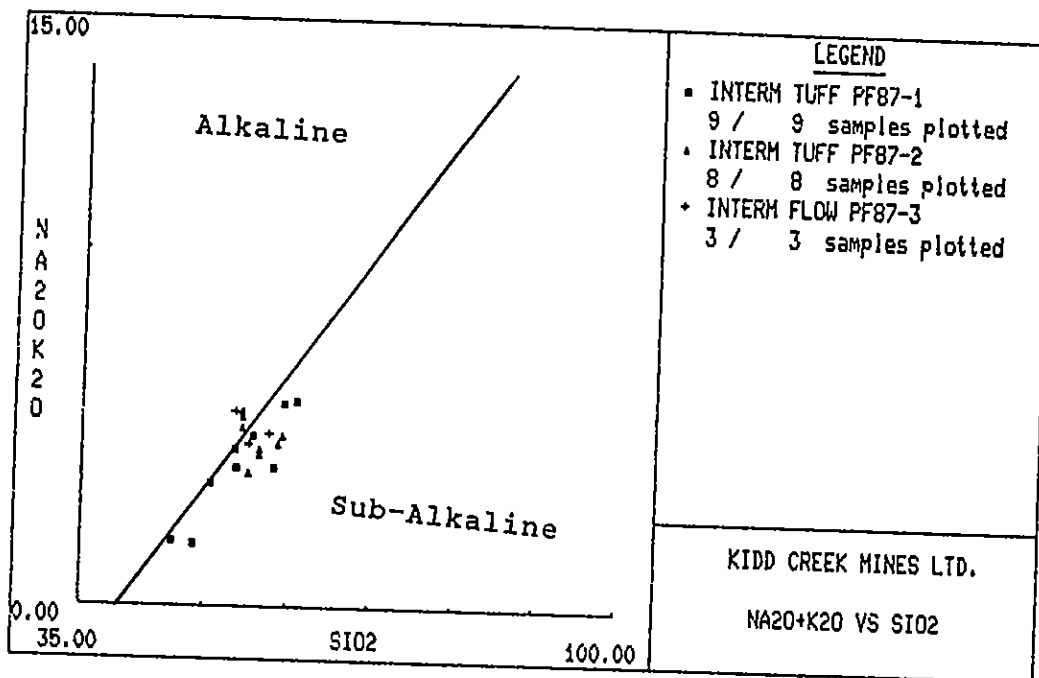 15.00
Alkaline
NA2OK2O
Sub-Alkaline
0.00
35.00
SIO2
100.00
LEGEND
▪ INTERM TUFF PF87-1
9 / 9 samples plotted
▴ INTERM TUFF PF87-2
8 / 8 samples plotted
+ INTERM FLOW PF87-3
3 / 3 samples plotted
KIDD CREEK MINES LTD.
NA2O+K2O VS SIO2